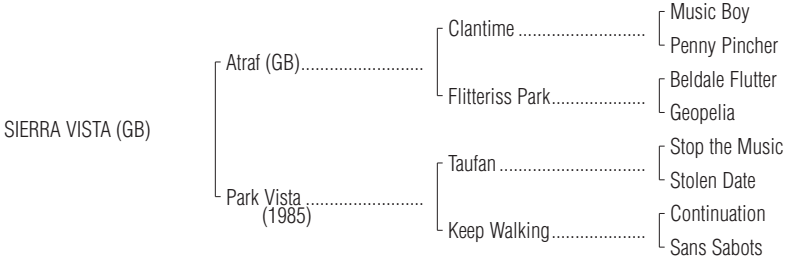 Music Boy
Clantime ...........................
Penny Pincher
Atraf (GB)..........................
Beldale Flutter
Flitteriss Park....................
Geopelia
SIERRA VISTA (GB)
Stop the Music
Taufan ...............................
Stolen Date
Park Vista .........................
(1985)
Continuation
Keep Walking....................
Sans Sabots